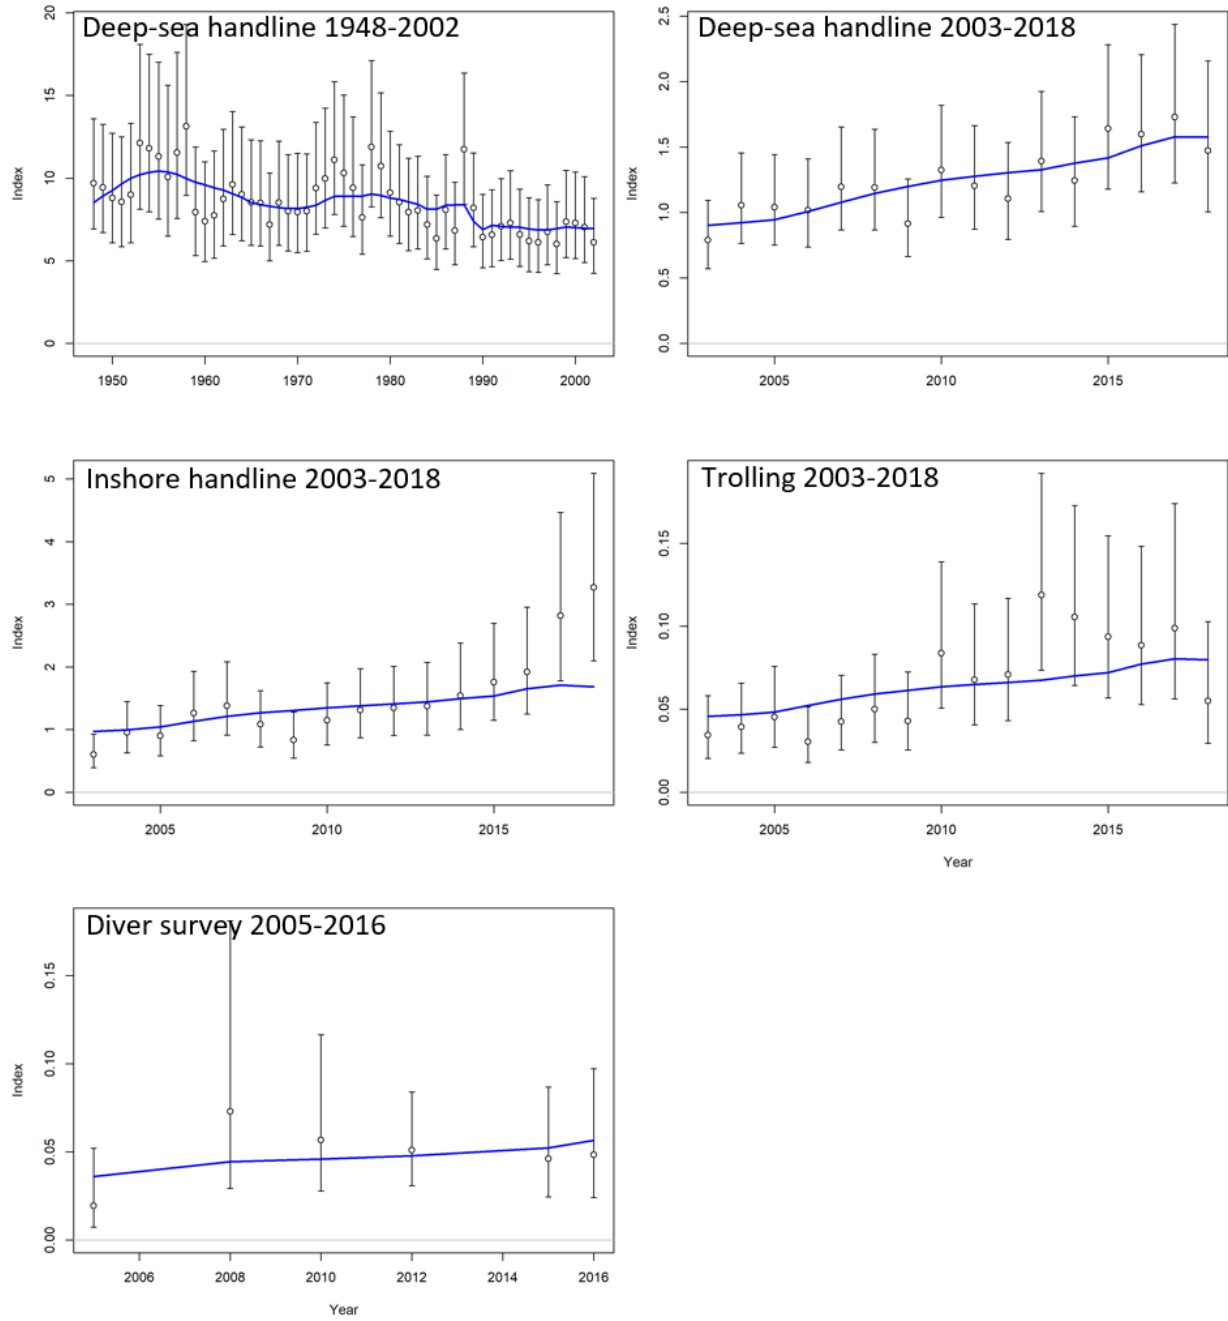 Deep-sea handline 1948-2002
Index
20
15
10
5
0
1950 1960 1970 1980 1990 2000
Deep-sea handline 2003-2018
Index
2.5
2.0
1.5
1.0
0.5
0.0
2005 2010 2015
Inshore handline 2003-2018
Index
5
4
3
2
1
0
2005 2010 2015
Trolling 2003-2018
Index
0.15
0.10
0.05
0.00
2005 2010 2015
Year
Diver survey 2005-2016
Index
0.15
0.10
0.05
0.00
2006 2008 2010 2012 2014 2016
Year